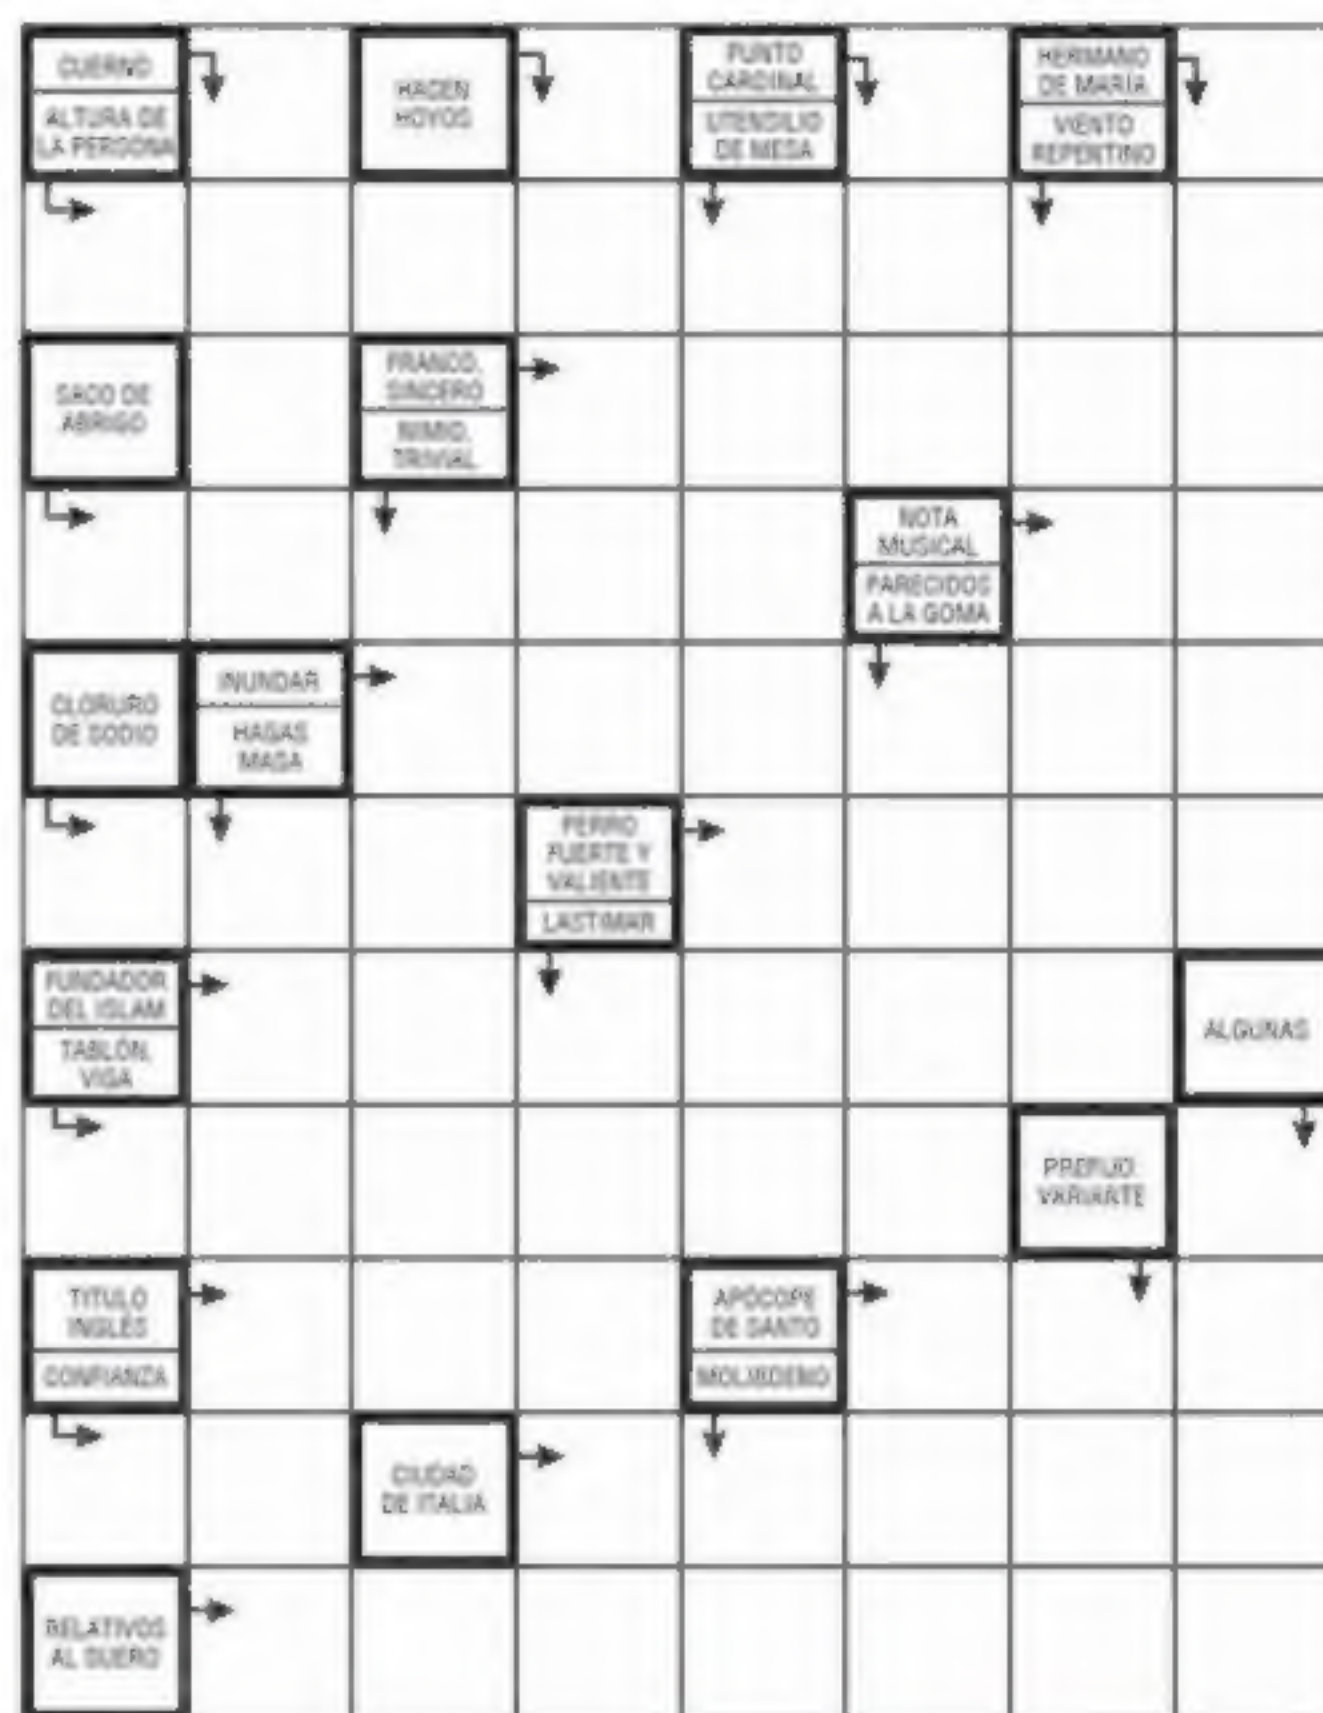 CUERNO
ALTURA DE
LA PERSONA
HACEN
HOYOS
PUNTO
CARDINAL
UTENSILIO
DE MESA
HERMANO
DE MARÍA
VIENTO
REPENTINO
SACO DE
ABRIGO
FRANCO,
SINCERO
NIMIO,
TRIVIAL
NOTA
MUSICAL
PARECIDOS
A LA GOMA
CLORURO
DE SODIO
INUNDAR
HAGAS
MASA
PERRO
FUERTE Y
VALIENTE
LASTIMAR
FUNDADOR
DEL ISLAM
TABLÓN,
VIGA
ALGUNAS
PREFIJO:
VARIANTE
TÍTULO
INGLÉS
CONFIANZA
APÓCOPE
DE SANTO
MOLIBDENO
CIUDAD
DE ITALIA
RELATIVOS
AL SUERO